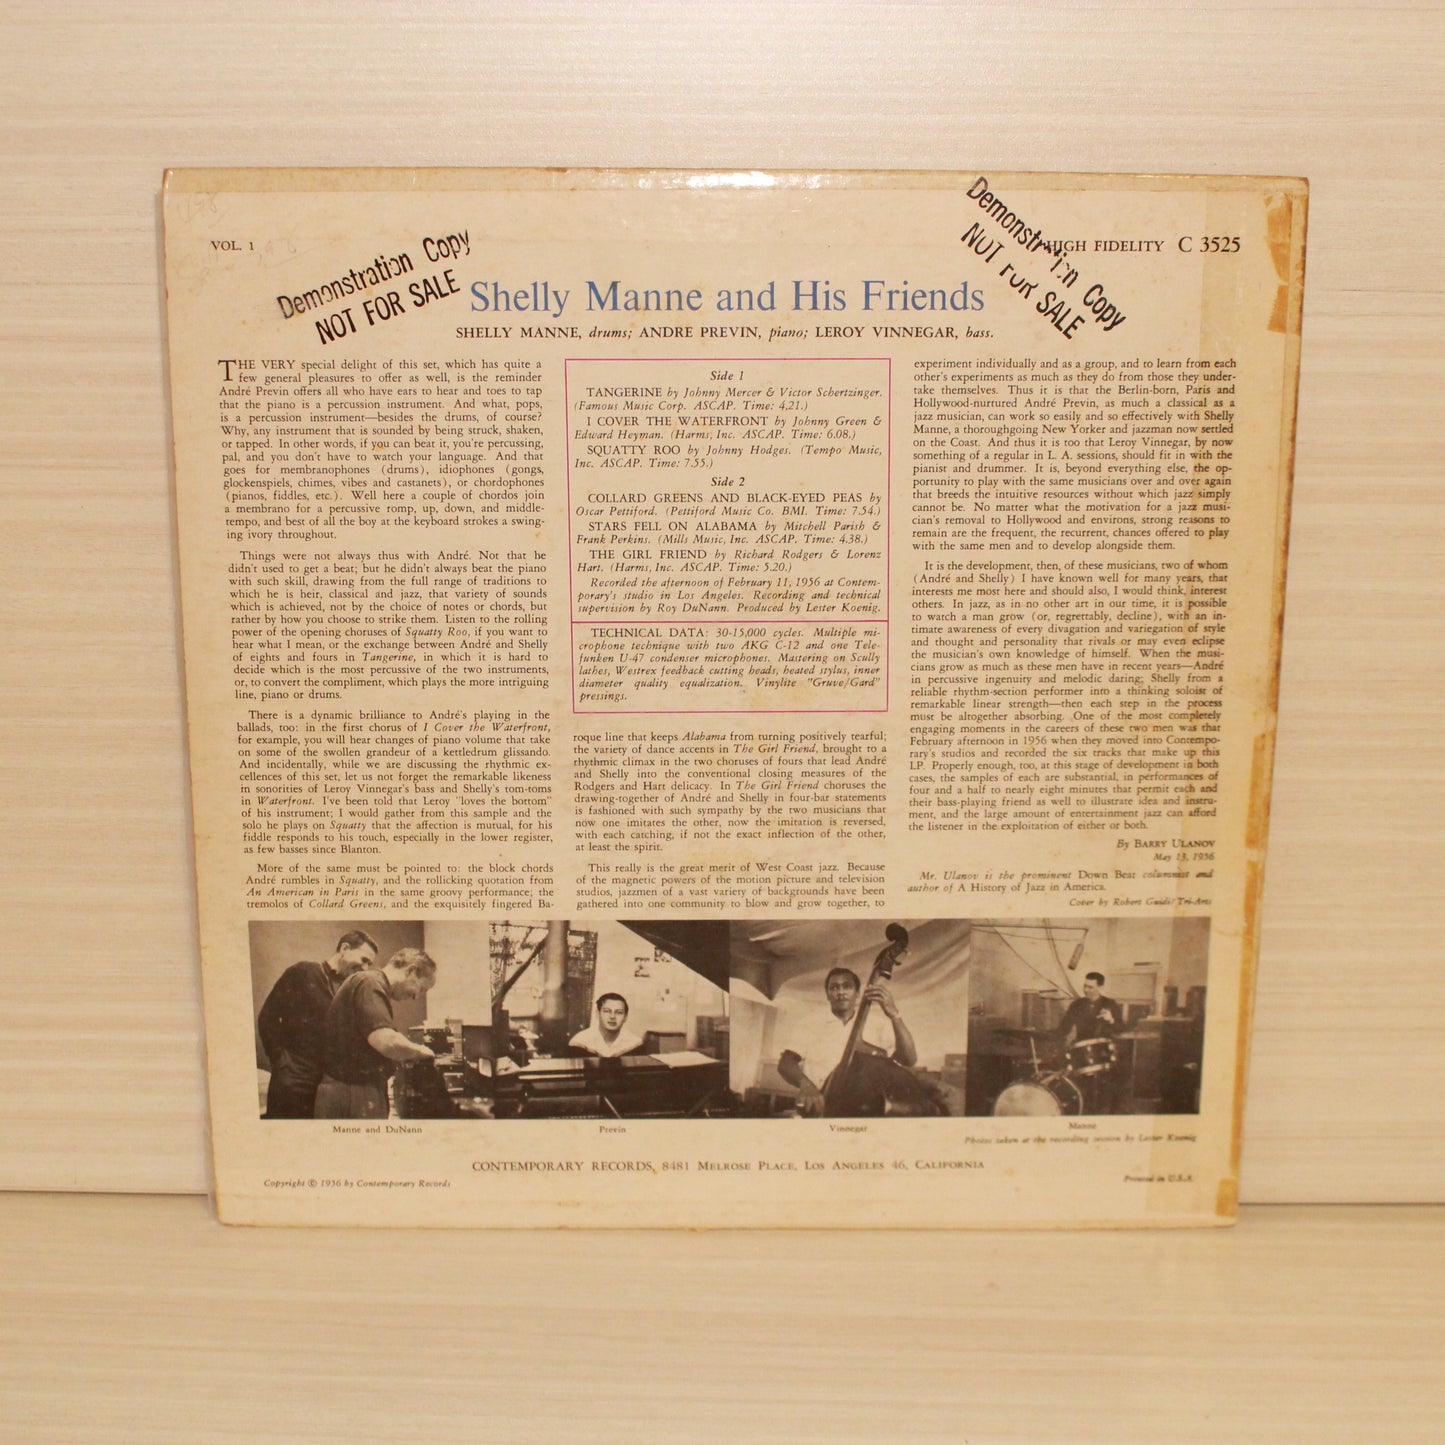 VOL. 1
Demonstration Copy
NOT FOR SALE
Demonstration Copy
NOT FOR SALE
HIGH FIDELITY C 3525
Shelly Manne and His Friends
SHELLY MANNE, drums; ANDRE PREVIN, piano; LEROY VINNEGAR, bass.
THE VERY special delight of this set, which has quite a
few general pleasures to offer as well, is the reminder
André Previn offers all who have ears to hear and toes to tap
that the piano is a percussion instrument. And what, pops,
is a percussion instrument—besides the drums, of course?
Why, any instrument that is sounded by being struck, shaken,
or tapped. In other words, if you can beat it, you're percussing,
pal, and you don't have to watch your language. And that
goes for membranophones (drums), idiophones (gongs,
glockenspiels, chimes, vibes and castanets), or chordophones
(pianos, fiddles, etc.). Well here a couple of chordos join
a membrano for a percussive romp, up, down, and middle-
tempo, and best of all the boy at the keyboard strokes a swing-
ing ivory throughout.
Things were not always thus with André. Not that he
didn't used to get a beat; but he didn't always beat the piano
with such skill, drawing from the full range of traditions to
which he is heir, classical and jazz, that variety of sounds
which is achieved, not by the choice of notes or chords, but
rather by how you choose to strike them. Listen to the rolling
power of the opening choruses of Squatty Roo, if you want to
hear what I mean, or the exchange between André and Shelly
of eights and fours in Tangerine, in which it is hard to
decide which is the most percussive of the two instruments,
or, to convert the compliment, which plays the more intriguing
line, piano or drums.
There is a dynamic brilliance to André's playing in the
ballads, too: in the first chorus of I Cover the Waterfront,
for example, you will hear changes of piano volume that take
on some of the swollen grandeur of a kettledrum glissando.
And incidentally, while we are discussing the rhythmic ex-
cellences of this set, let us not forget the remarkable likeness
in sonorities of Leroy Vinnegar's bass and Shelly's tom-toms
in Waterfront. I've been told that Leroy "loves the bottom"
of his instrument; I would gather from this sample and the
solo he plays on Squatty that the affection is mutual, for his
fiddle responds to his touch, especially in the lower register,
as few basses since Blanton.
More of the same must be pointed to: the block chords
André rumbles in Squatty, and the rollicking quotation from
An American in Paris in the same groovy performance; the
tremolos of Collard Greens, and the exquisitely fingered Ba-
Side 1
TANGERINE by Johnny Mercer & Victor Schertzinger.
(Famous Music Corp. ASCAP. Time: 4.21.)
I COVER THE WATERFRONT by Johnny Green &
Edward Heyman. (Harms, Inc. ASCAP. Time: 6.08.)
SQUATTY ROO by Johnny Hodges. (Tempo Music,
Inc. ASCAP. Time: 7.55.)
Side 2
COLLARD GREENS AND BLACK-EYED PEAS by
Oscar Pettiford. (Pettiford Music Co. BMI. Time: 7.54.)
STARS FELL ON ALABAMA by Mitchell Parish &
Frank Perkins. (Mills Music, Inc. ASCAP. Time: 4.38.)
THE GIRL FRIEND by Richard Rodgers & Lorenz
Hart. (Harms, Inc. ASCAP. Time: 5.20.)
Recorded the afternoon of February 11, 1956 at Contem-
porary's studio in Los Angeles. Recording and technical
supervision by Roy DuNann. Produced by Lester Koenig.
TECHNICAL DATA: 30-15,000 cycles. Multiple mi-
crophone technique with two AKG C-12 and one Tele-
funken U-47 condenser microphones. Mastering on Scully
lathes, Westrex feedback cutting heads, heated stylus, inner
diameter quality equalization. Vinylite "Gruve/Gard"
pressings.
roque line that keeps Alabama from turning positively tearful;
the variety of dance accents in The Girl Friend, brought to a
rhythmic climax in the two choruses of fours that lead André
and Shelly into the conventional closing measures of the
Rodgers and Hart delicacy. In The Girl Friend choruses the
drawing-together of André and Shelly in four-bar statements
is fashioned with such sympathy by the two musicians that
now one imitates the other, now the imitation is reversed,
with each catching, if not the exact inflection of the other,
at least the spirit.
This really is the great merit of West Coast jazz. Because
of the magnetic powers of the motion picture and television
studios, jazzmen of a vast variety of backgrounds have been
gathered into one community to blow and grow together, to
experiment individually and as a group, and to learn from each
other's experiments as much as they do from those they under-
take themselves. Thus it is that the Berlin-born, Paris and
Hollywood-nurtured André Previn, as much a classical as a
jazz musician, can work so easily and so effectively with Shelly
Manne, a thoroughgoing New Yorker and jazzman now settled
on the Coast. And thus it is too that Leroy Vinnegar, by now
something of a regular in L. A. sessions, should fit in with the
pianist and drummer. It is, beyond everything else, the op-
portunity to play with the same musicians over and over again
that breeds the intuitive resources without which jazz simply
cannot be. No matter what the motivation for a jazz musi-
cian's removal to Hollywood and environs, strong reasons to
remain are the frequent, the recurrent, chances offered to play
with the same men and to develop alongside them.
It is the development, then, of these musicians, two of whom
(André and Shelly) I have known well for many years, that
interests me most here and should also, I would think, interest
others. In jazz, as in no other art in our time, it is possible
to watch a man grow (or, regrettably, decline), with an in-
timate awareness of every divagation and variegation of style
and thought and personality that rivals or may even eclipse
the musician's own knowledge of himself. When the musi-
cians grow as much as these men have in recent years—André
in percussive ingenuity and melodic daring; Shelly from a
reliable rhythm-section performer into a thinking soloist of
remarkable linear strength—then each step in the process
must be altogether absorbing. One of the most completely
engaging moments in the careers of these two men was that
February afternoon in 1956 when they moved into Contempo-
rary's studios and recorded the six tracks that make up this
LP. Properly enough, too, at this stage of development in both
cases, the samples of each are substantial, in performances of
four and a half to nearly eight minutes that permit each and
their bass-playing friend as well to illustrate idea and instru-
ment, and the large amount of entertainment jazz can afford
the listener in the exploitation of either or both.
By BARRY ULANOV
May 13, 1956
Mr. Ulanov is the prominent Down Beat columnist and
author of A History of Jazz in America.
Cover by Robert Guidi/Tri-Arts
Manne and DuNann
Previn
Vinnegar
Manne
Photos taken at the recording session by Lester Koenig
CONTEMPORARY RECORDS, 8481 MELROSE PLACE, LOS ANGELES 46, CALIFORNIA
Copyright © 1956 by Contemporary Records
Printed in U.S.A.